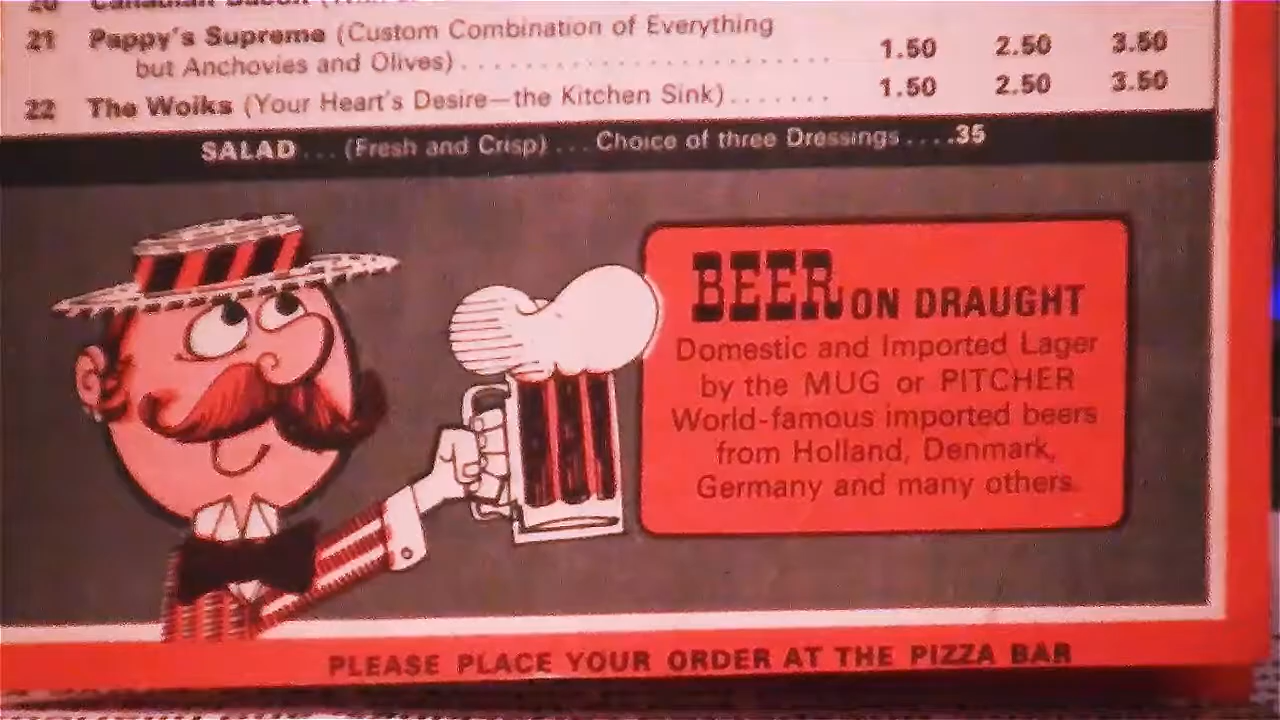 20 Canadian Bacon
21 Pappy's Supreme (Custom Combination of Everything
but Anchovies and Olives) 1.50 2.50 3.50
22 The Woiks (Your Heart's Desire—the Kitchen Sink) 1.50 2.50 3.50
SALAD ... (Fresh and Crisp) ... Choice of three Dressings ....35
BEER ON DRAUGHT
Domestic and Imported Lager
by the MUG or PITCHER
World-famous imported beers
from Holland, Denmark,
Germany and many others.
PLEASE PLACE YOUR ORDER AT THE PIZZA BAR